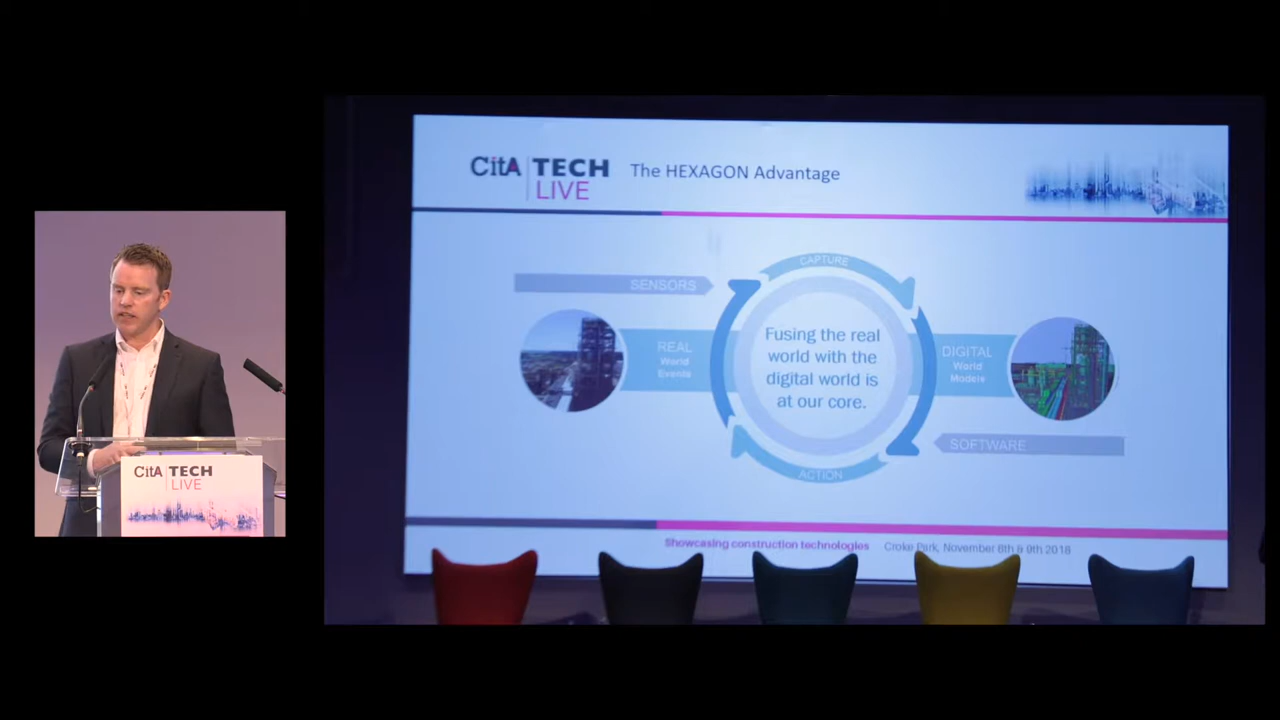 CitA TECH
LIVE
The HEXAGON Advantage
CAPTURE
SENSORS
REAL
World
Events
Fusing the real
world with the
digital world is
at our core.
DIGITAL
World
Models
SOFTWARE
ACTION
Showcasing construction technologies Croke Park, November 8th & 9th 2018
CitA TECH
LIVE